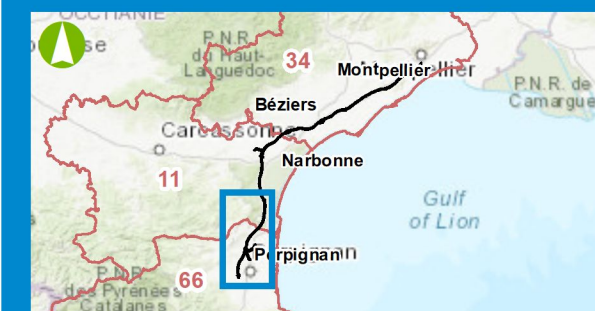 OCCITANIE
P.N.R.
du Haut-
Languedoc
34
Montpellier
P.N.R. de
Camargue
Béziers
Carcassonne
Narbonne
11
Gulf
of Lion
Perpignan
66
P.N.R.
des Pyrénées
Catalanes